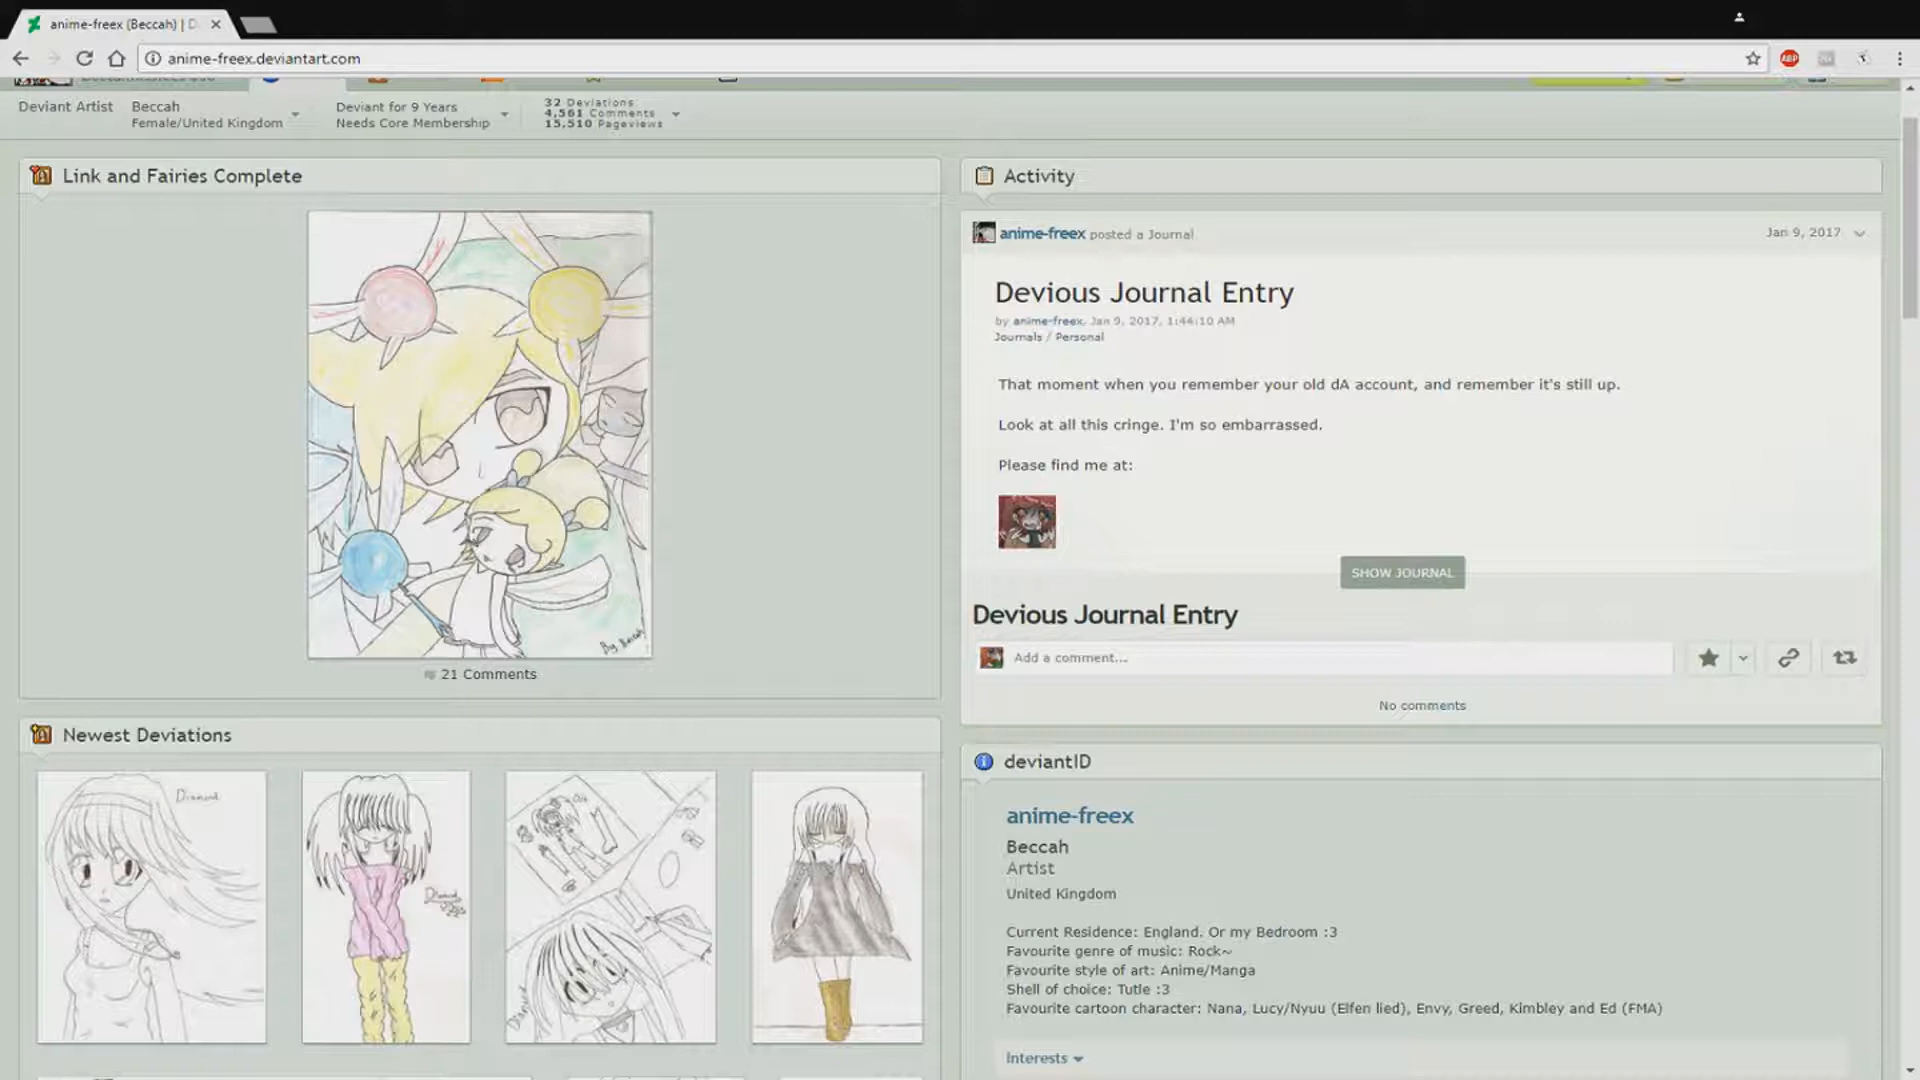 anime-freex (Beccah) | D
anime-freex.deviantart.com
ABP
Deviant Artist
Beccah
Female/United Kingdom
Deviant for 9 Years
Needs Core Membership
32 Deviations
4,561 Comments
15,510 Pageviews
Link and Fairies Complete
By Beccah
21 Comments
Newest Deviations
Diamond
Diamond
Diamond
Activity
anime-freex posted a Journal
Jan 9, 2017
Devious Journal Entry
by anime-freex, Jan 9, 2017, 1:44:10 AM
Journals / Personal
That moment when you remember your old dA account, and remember it's still up.
Look at all this cringe. I'm so embarrassed.
Please find me at:
SHOW JOURNAL
Devious Journal Entry
Add a comment...
No comments
deviantID
anime-freex
Beccah
Artist
United Kingdom
Current Residence: England. Or my Bedroom :3
Favourite genre of music: Rock~
Favourite style of art: Anime/Manga
Shell of choice: Tutle :3
Favourite cartoon character: Nana, Lucy/Nyuu (Elfen lied), Envy, Greed, Kimbley and Ed (FMA)
Interests